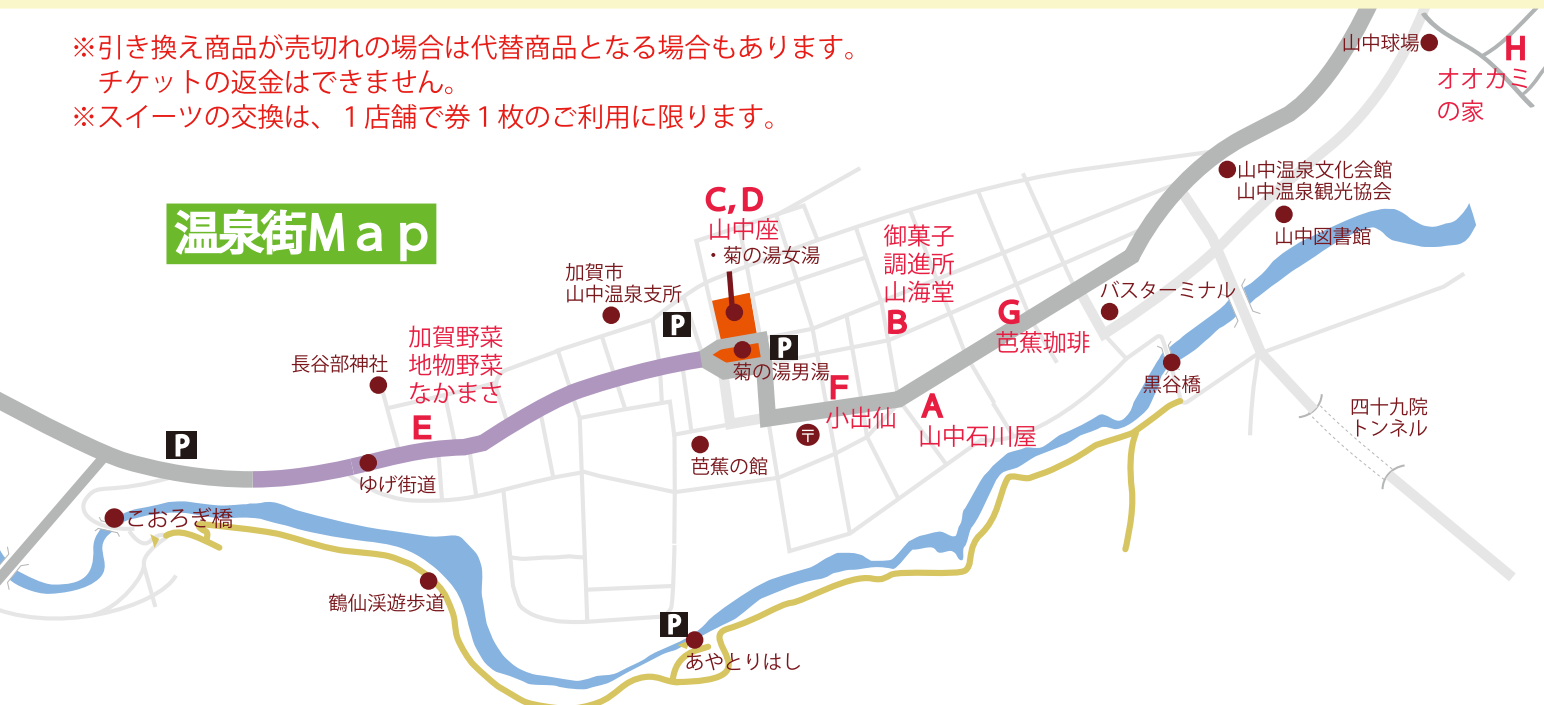 ※引き換え商品が売切れの場合は代替商品となる場合もあります。
チケットの返金はできません。
※スイーツの交換は、１店舗で券１枚のご利用に限ります。
温泉街Ｍａｐ
山中球場
H
オオカミ
の家
山中温泉文化会館
山中温泉観光協会
山中図書館
C,D
山中座
・菊の湯女湯
御菓子
調進所
山海堂
B
加賀市
山中温泉支所
P
バスターミナル
G
芭蕉珈琲
加賀野菜
地物野菜
なかまさ
E
長谷部神社
P
菊の湯男湯
F
小出仙
A
山中石川屋
黒谷橋
四十九院
トンネル
P
〒
芭蕉の館
ゆげ街道
こおろぎ橋
鶴仙渓遊歩道
P
あやとりはし